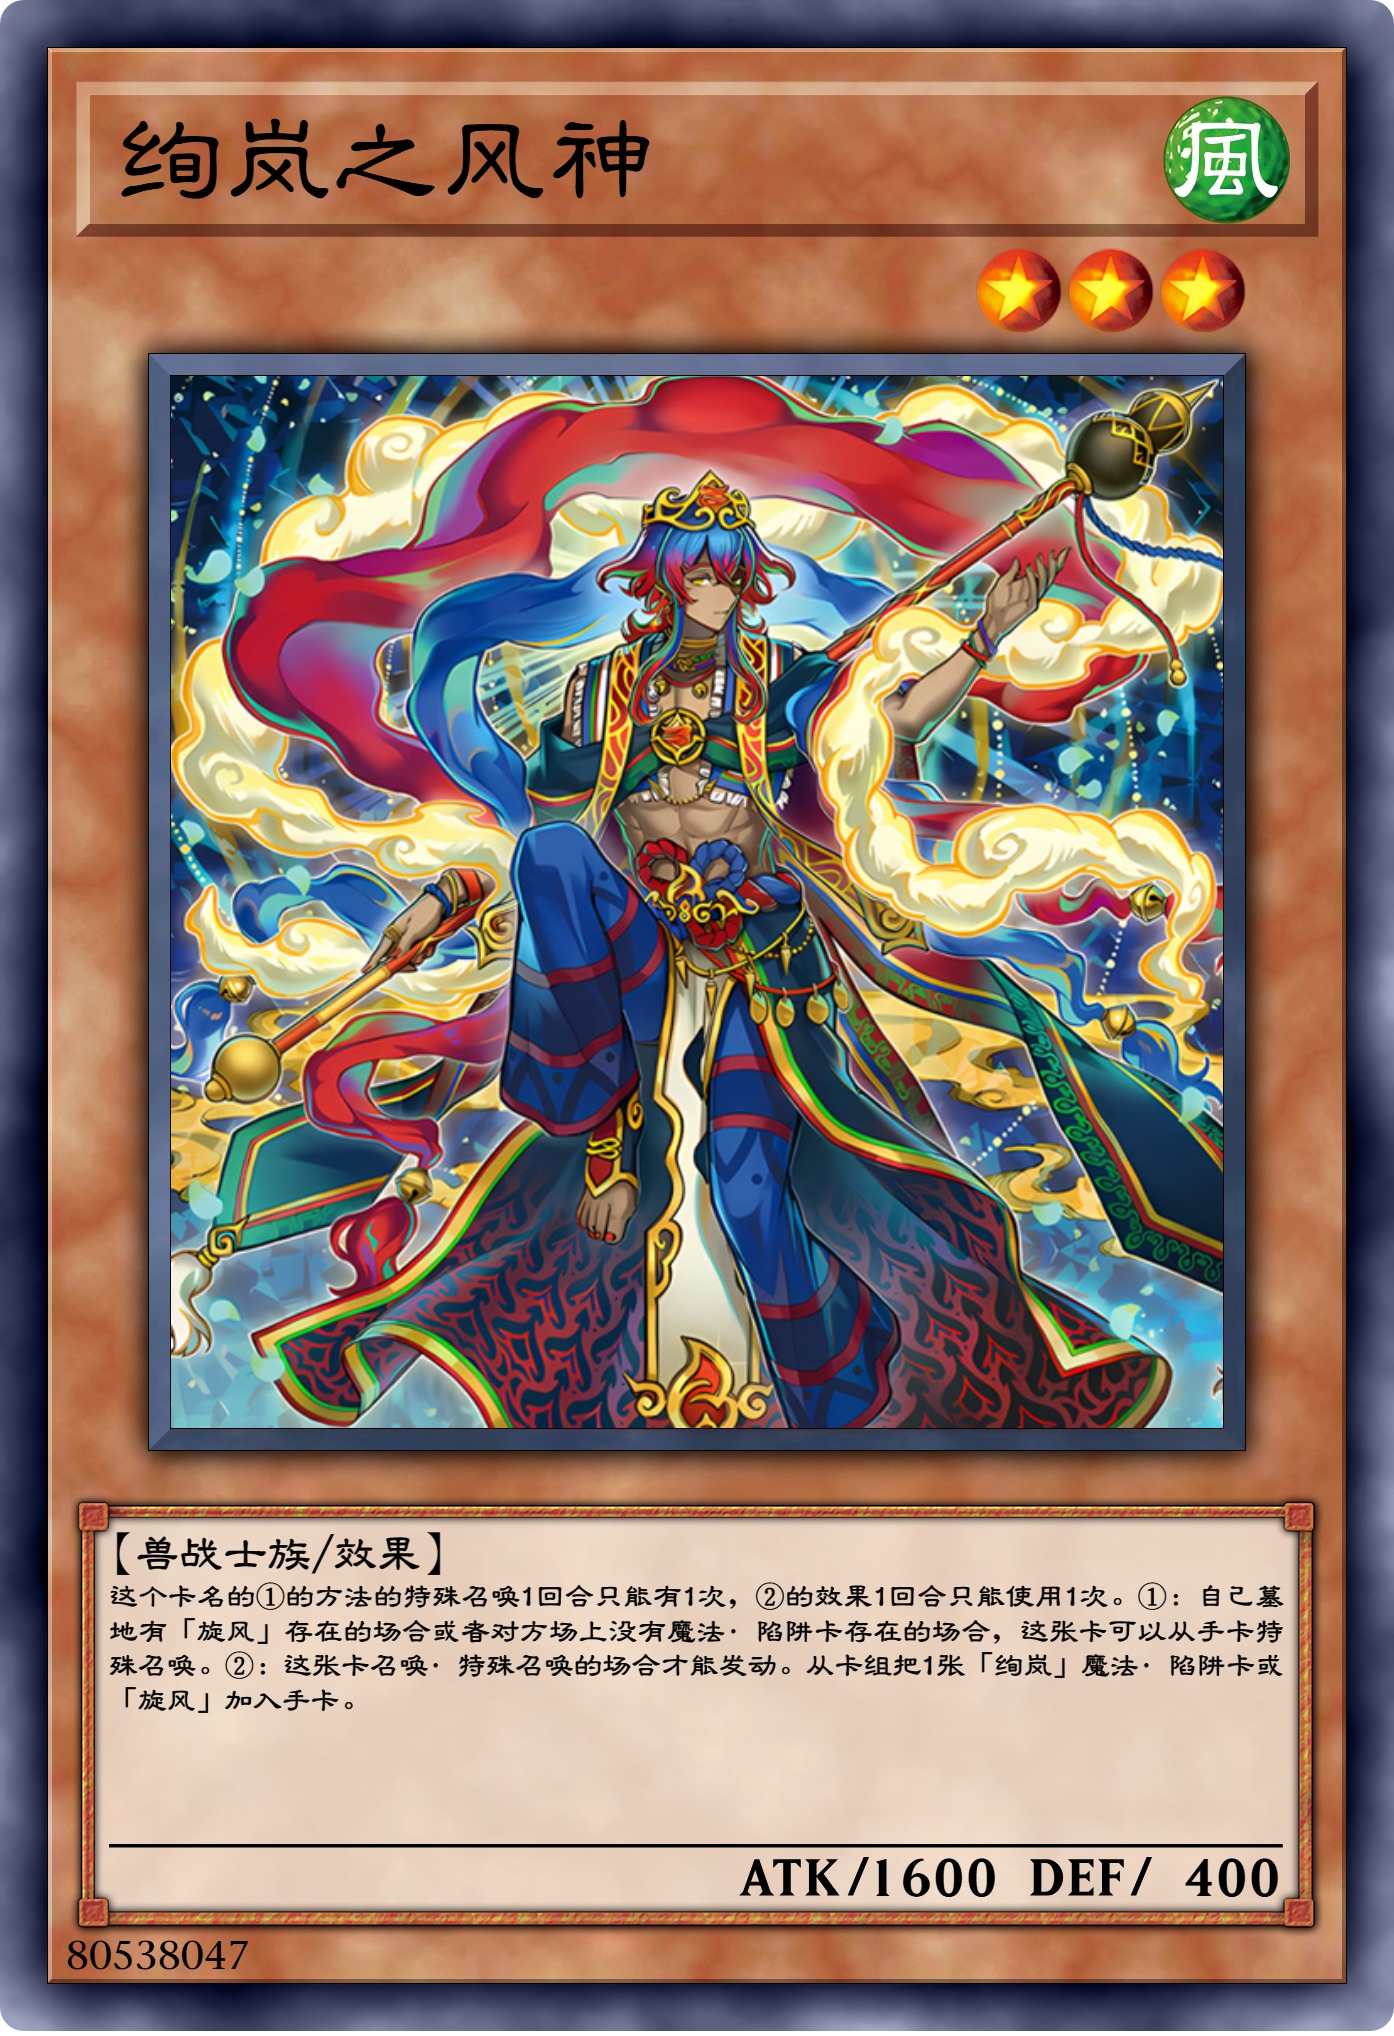 绚岚之风神
風
【兽战士族/效果】
这个卡名的①的方法的特殊召唤1回合只能有1次，②的效果1回合只能使用1次。①：自己墓
地有「旋风」存在的场合或者对方场上没有魔法·陷阱卡存在的场合，这张卡可以从手卡特
殊召唤。②：这张卡召唤·特殊召唤的场合才能发动。从卡组把1张「绚岚」魔法·陷阱卡或
「旋风」加入手卡。
ATK/1600 DEF/ 400
80538047